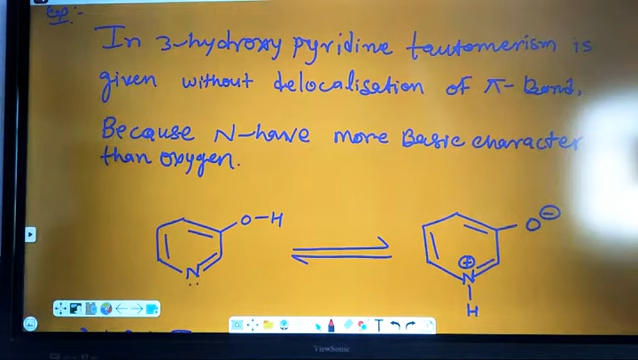 Exp:-
In 3-hydroxy pyridine tautomerism is
given without delocalisation of π-bond,
Because N-have more Basic character
than oxygen.
O-H
N
O⊖
⊕
N
H
ViewSonic